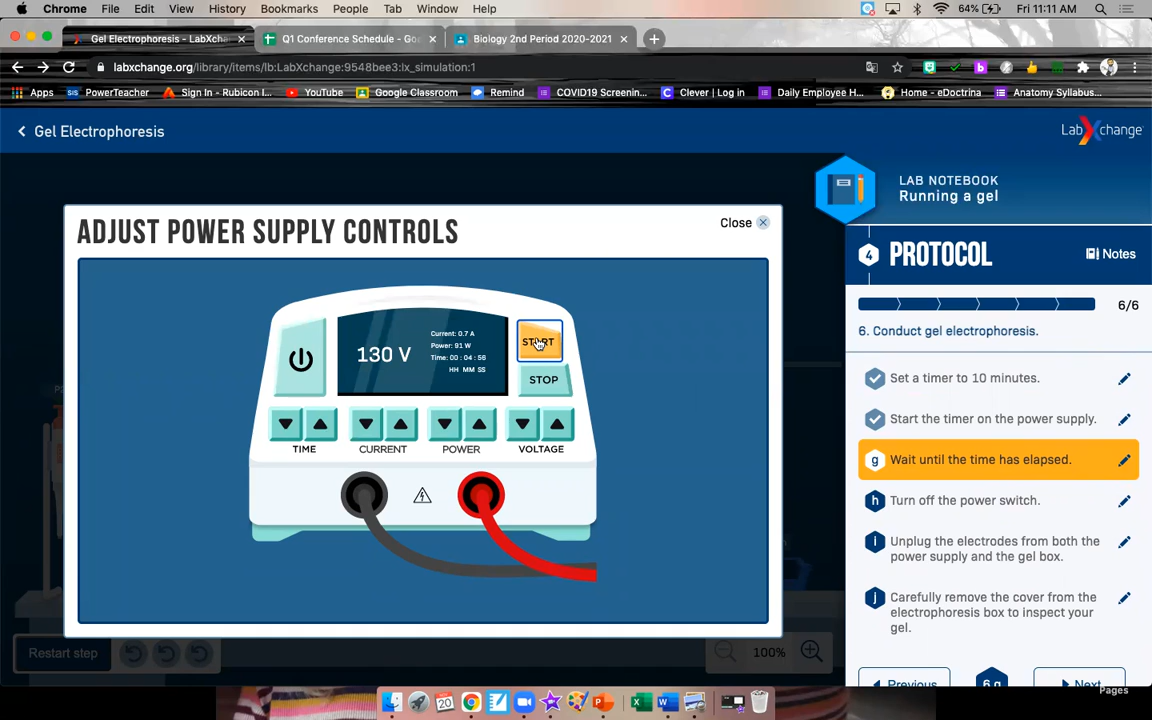 Chrome File Edit View History Bookmarks People Tab Window Help 64% Fri 11:11 AM
Gel Electrophoresis - LabXcha Q1 Conference Schedule - Goo Biology 2nd Period 2020-2021
labxchange.org/library/items/lb:LabXchange:9548bee3:lx_simulation:1
Apps SIS PowerTeacher Sign In - Rubicon I... YouTube Google Classroom Remind COVID19 Screenin... Clever | Log in Daily Employee H... Home - eDoctrina Anatomy Syllabus...
Gel Electrophoresis
LabXchange
LAB NOTEBOOK
Running a gel
ADJUST POWER SUPPLY CONTROLS
Close
4 PROTOCOL Notes
6/6
6. Conduct gel electrophoresis.
130 V
Current: 0.7 A
Power: 91 W
Time: 00 : 04 : 56
HH MM SS
START
STOP
TIME CURRENT POWER VOLTAGE
Set a timer to 10 minutes.
Start the timer on the power supply.
g Wait until the time has elapsed.
h Turn off the power switch.
i Unplug the electrodes from both the
power supply and the gel box.
j Carefully remove the cover from the
electrophoresis box to inspect your
gel.
Restart step
100%
Previous 6.g Next
Pages
20